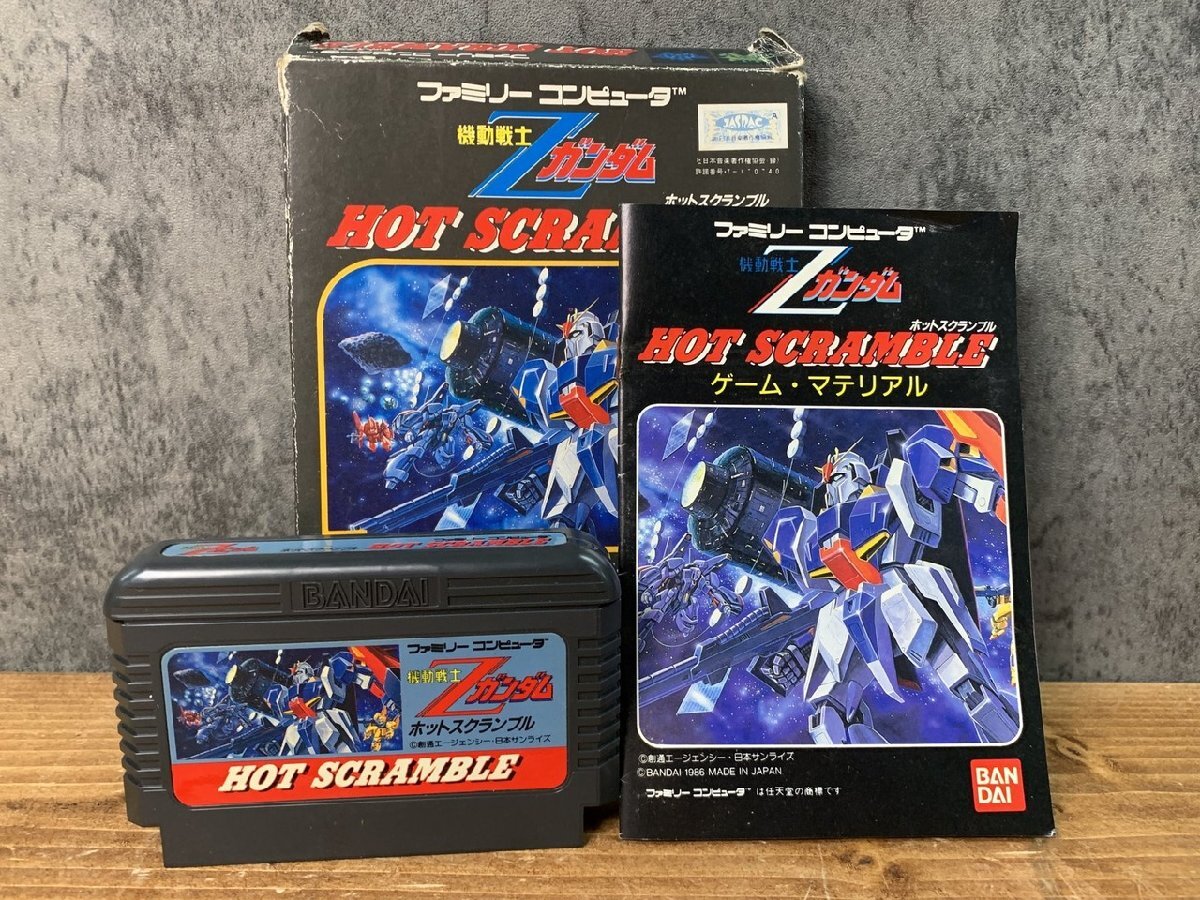 HOT SCRAMBLE
ファミリー コンピュータ™
機動戦士
Zガンダム
JASRAC
ホットスクランブル
HOT SCRAM
ファミリー コンピュータ™
機動戦士
Zガンダム
ホットスクランブル
HOT SCRAMBLE
ゲーム・マテリアル
©創通エージェンシー・日本サンライズ
©BANDAI 1986 MADE IN JAPAN
ファミリー コンピュータ は任天堂の商標です
BAN
DAI
HOT SCRAMBLE
BANDAI
ファミリー コンピュータ
機動戦士
Zガンダム
ホットスクランブル
©創通エージェンシー・日本サンライズ
HOT SCRAMBLE